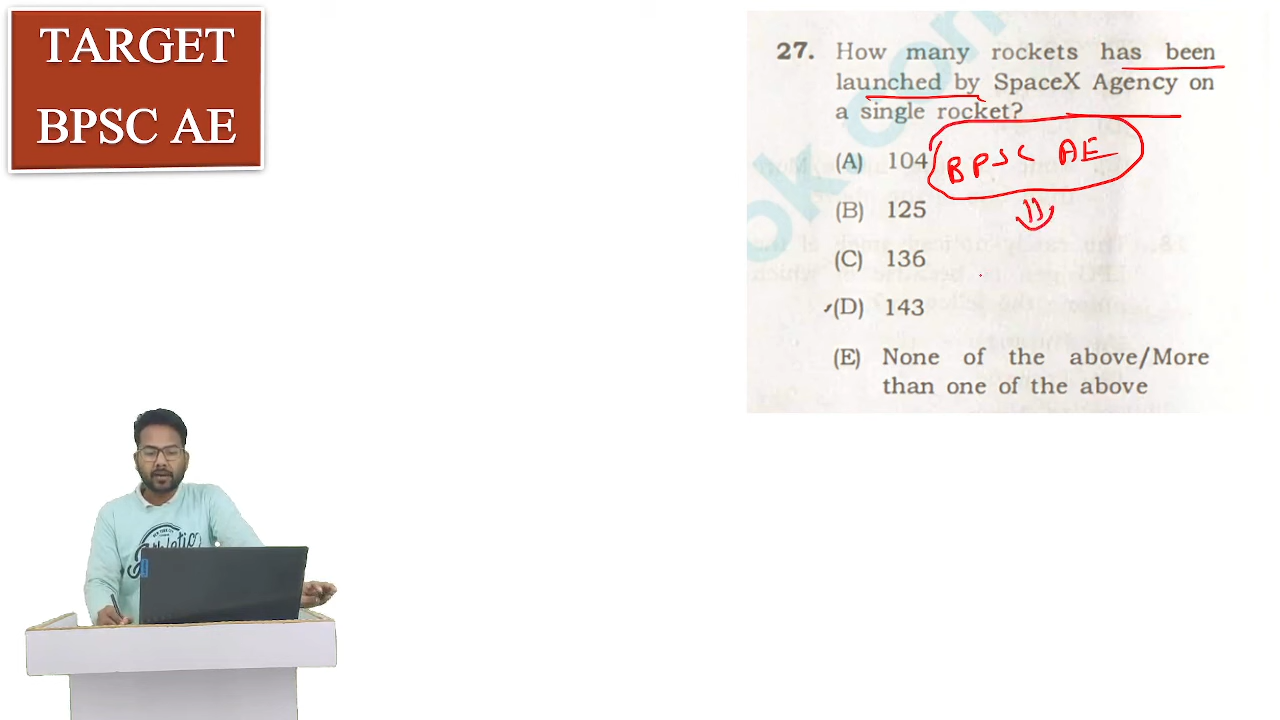 TARGET
BPSC AE
27. How many rockets has been
launched by SpaceX Agency on
a single rocket?
(A) 104
BPSC AE
(B) 125
(C) 136
(D) 143
(E) None of the above/More
than one of the above